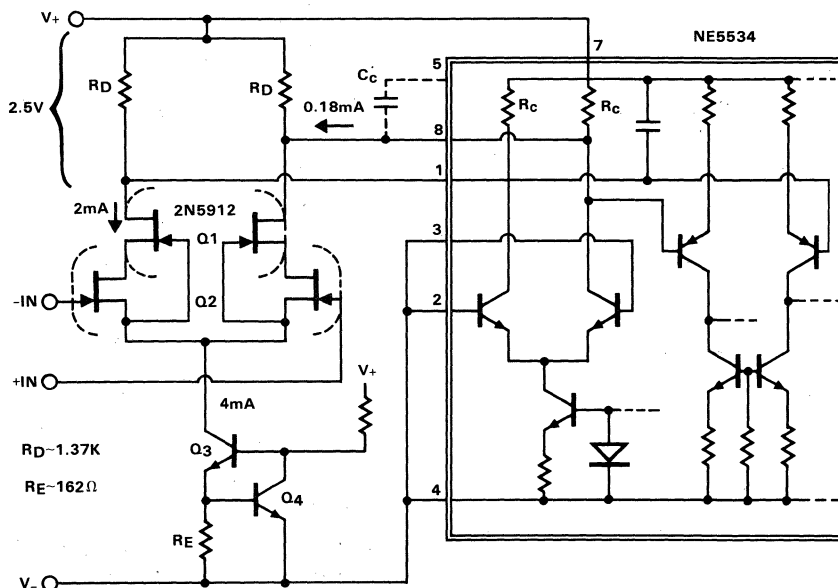 V+
7
NE5534
5
2.5V
RD
RD
Cc
0.18mA
8
Rc
Rc
1
2mA
2N5912
3
Q1
-IN
Q2
2
+IN
V+
4mA
RD~1.37K
Q3
RE~162Ω
Q4
4
RE
V-